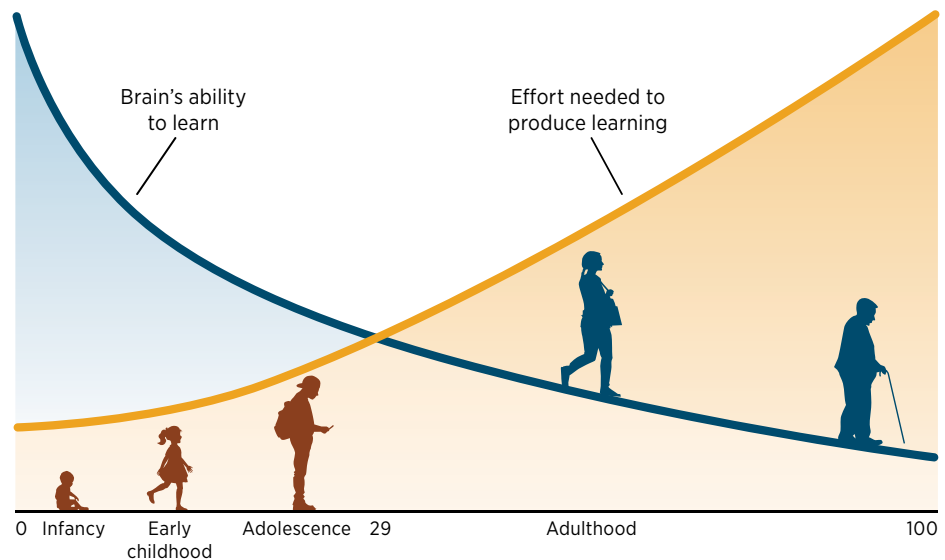 Brain’s ability
to learn
Effort needed to
produce learning
0 Infancy Early Adolescence 29 Adulthood 100
childhood